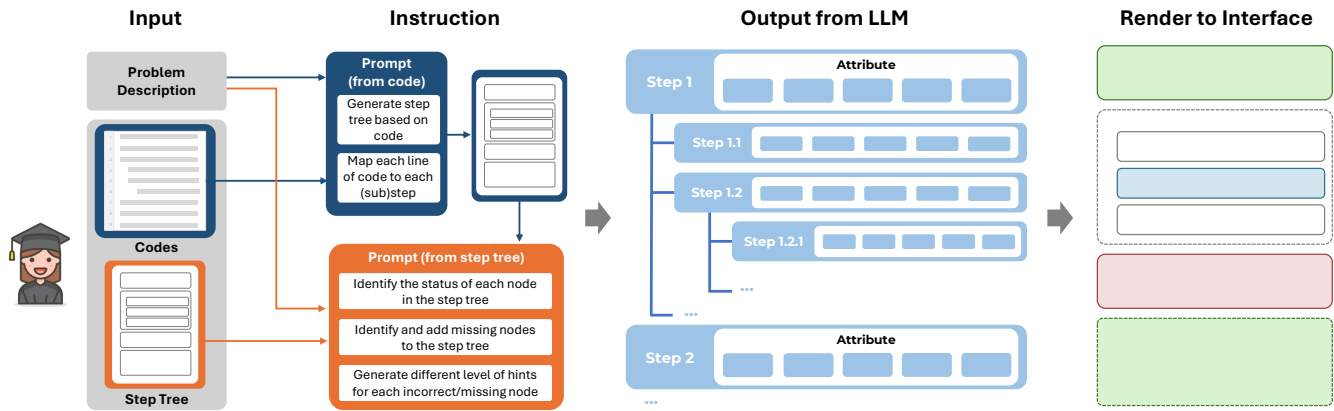 Input
Instruction
Output from LLM
Render to Interface
Problem
Description
Codes
Step Tree
Prompt
(from code)
Generate step
tree based on
code
Map each line
of code to each
(sub)step
Prompt (from step tree)
Identify the status of each node
in the step tree
Identify and add missing nodes
to the step tree
Generate different level of hints
for each incorrect/missing node
Step 1
Attribute
Step 1.1
Step 1.2
Step 1.2.1
...
...
Step 2
Attribute
...